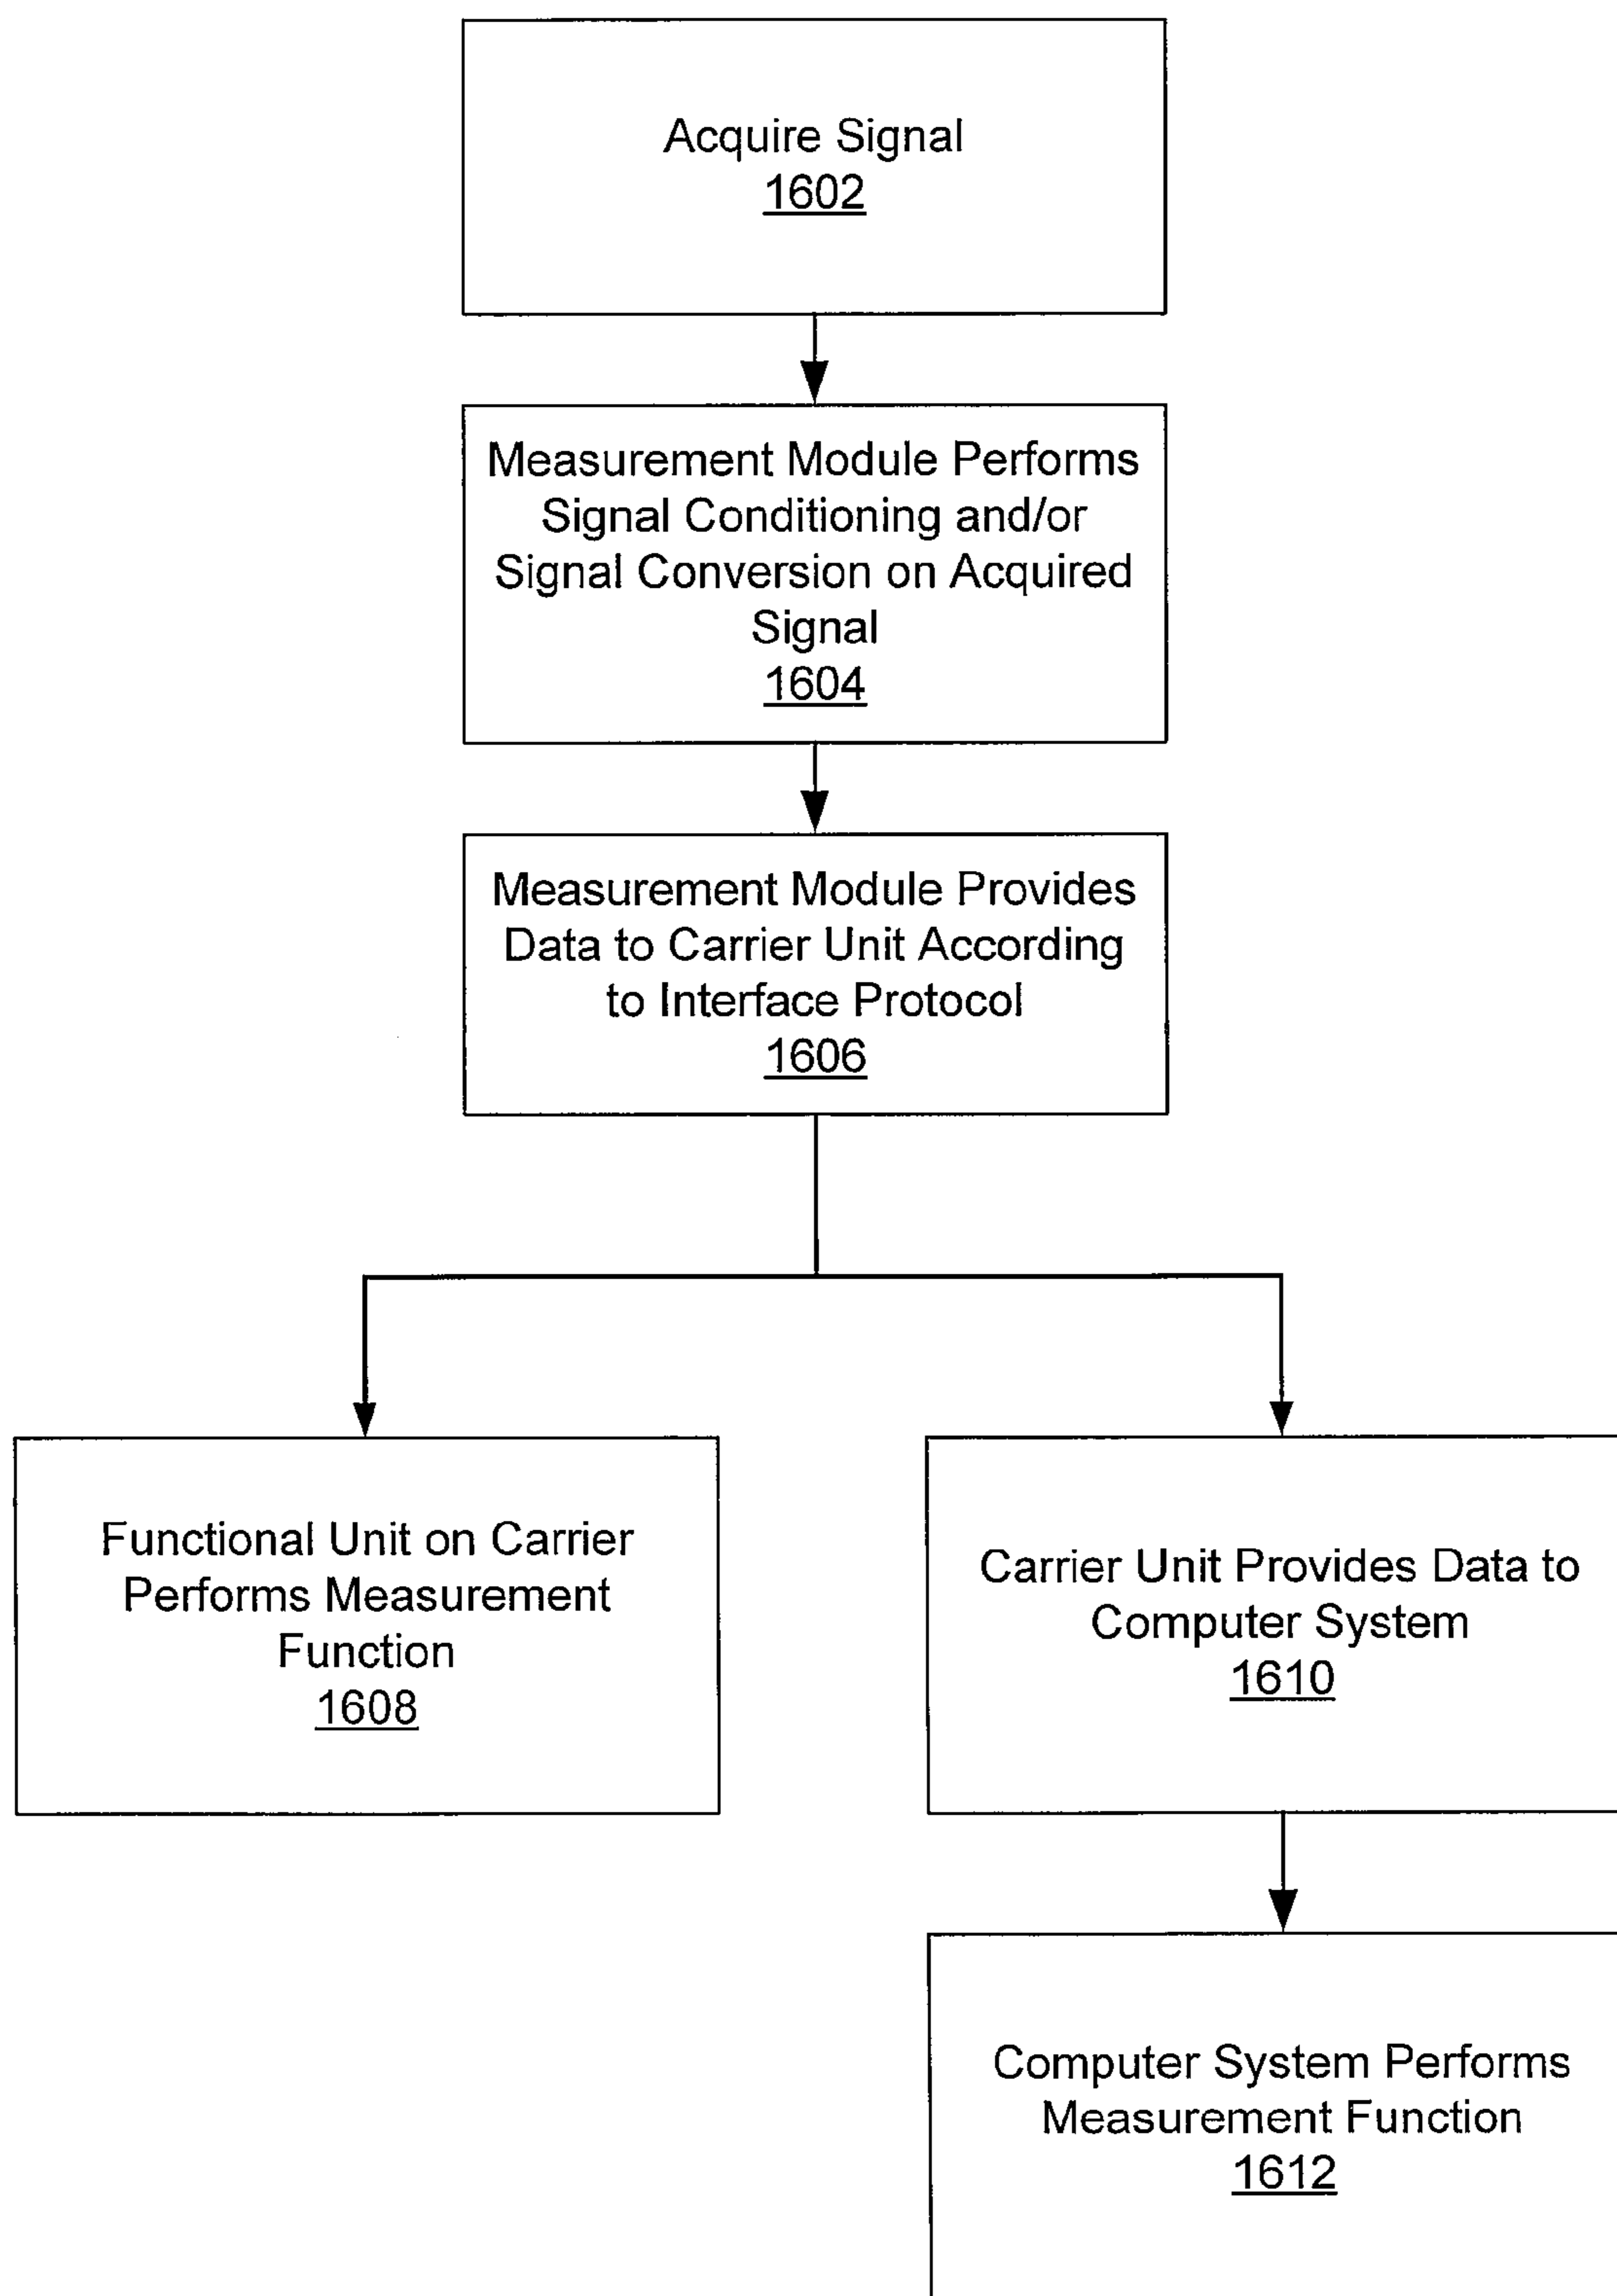 Acquire Signal
1602
Measurement Module Performs
Signal Conditioning and/or
Signal Conversion on Acquired
Signal
1604
Measurement Module Provides
Data to Carrier Unit According
to Interface Protocol
1606
Functional Unit on Carrier
Performs Measurement
Function
1608
Carrier Unit Provides Data to
Computer System
1610
Computer System Performs
Measurement Function
1612